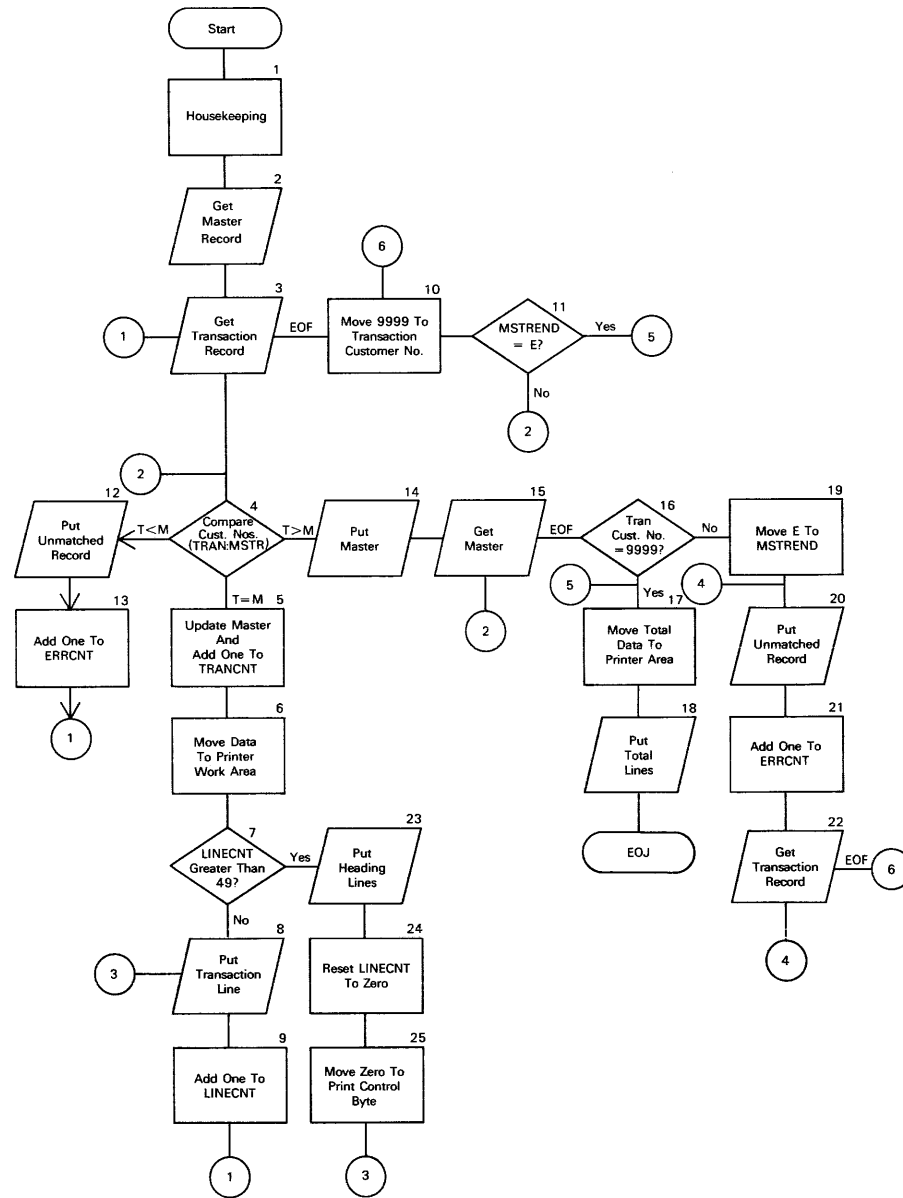 Start
1
Housekeeping
2
Get
Master
Record
3
Get
Transaction
Record
1
EOF
6
10
Move 9999 To
Transaction
Customer No.
11
MSTREND
= E?
Yes
5
No
2
2
4
Compare
Cust. Nos.
(TRAN:MSTR)
T<M
12
Put
Unmatched
Record
13
Add One To
ERRCNT
1
T>M
14
Put
Master
15
Get
Master
2
EOF
16
Tran
Cust. No.
=9999?
No
19
Move E To
MSTREND
5
Yes
17
Move Total
Data To
Printer Area
18
Put
Total
Lines
EOJ
4
20
Put
Unmatched
Record
21
Add One To
ERRCNT
22
Get
Transaction
Record
EOF
6
4
T=M
5
Update Master
And
Add One To
TRANCNT
6
Move Data
To Printer
Work Area
7
LINECNT
Greater Than
49?
Yes
23
Put
Heading
Lines
24
Reset LINECNT
To Zero
25
Move Zero To
Print Control
Byte
3
No
8
Put
Transaction
Line
3
9
Add One To
LINECNT
1